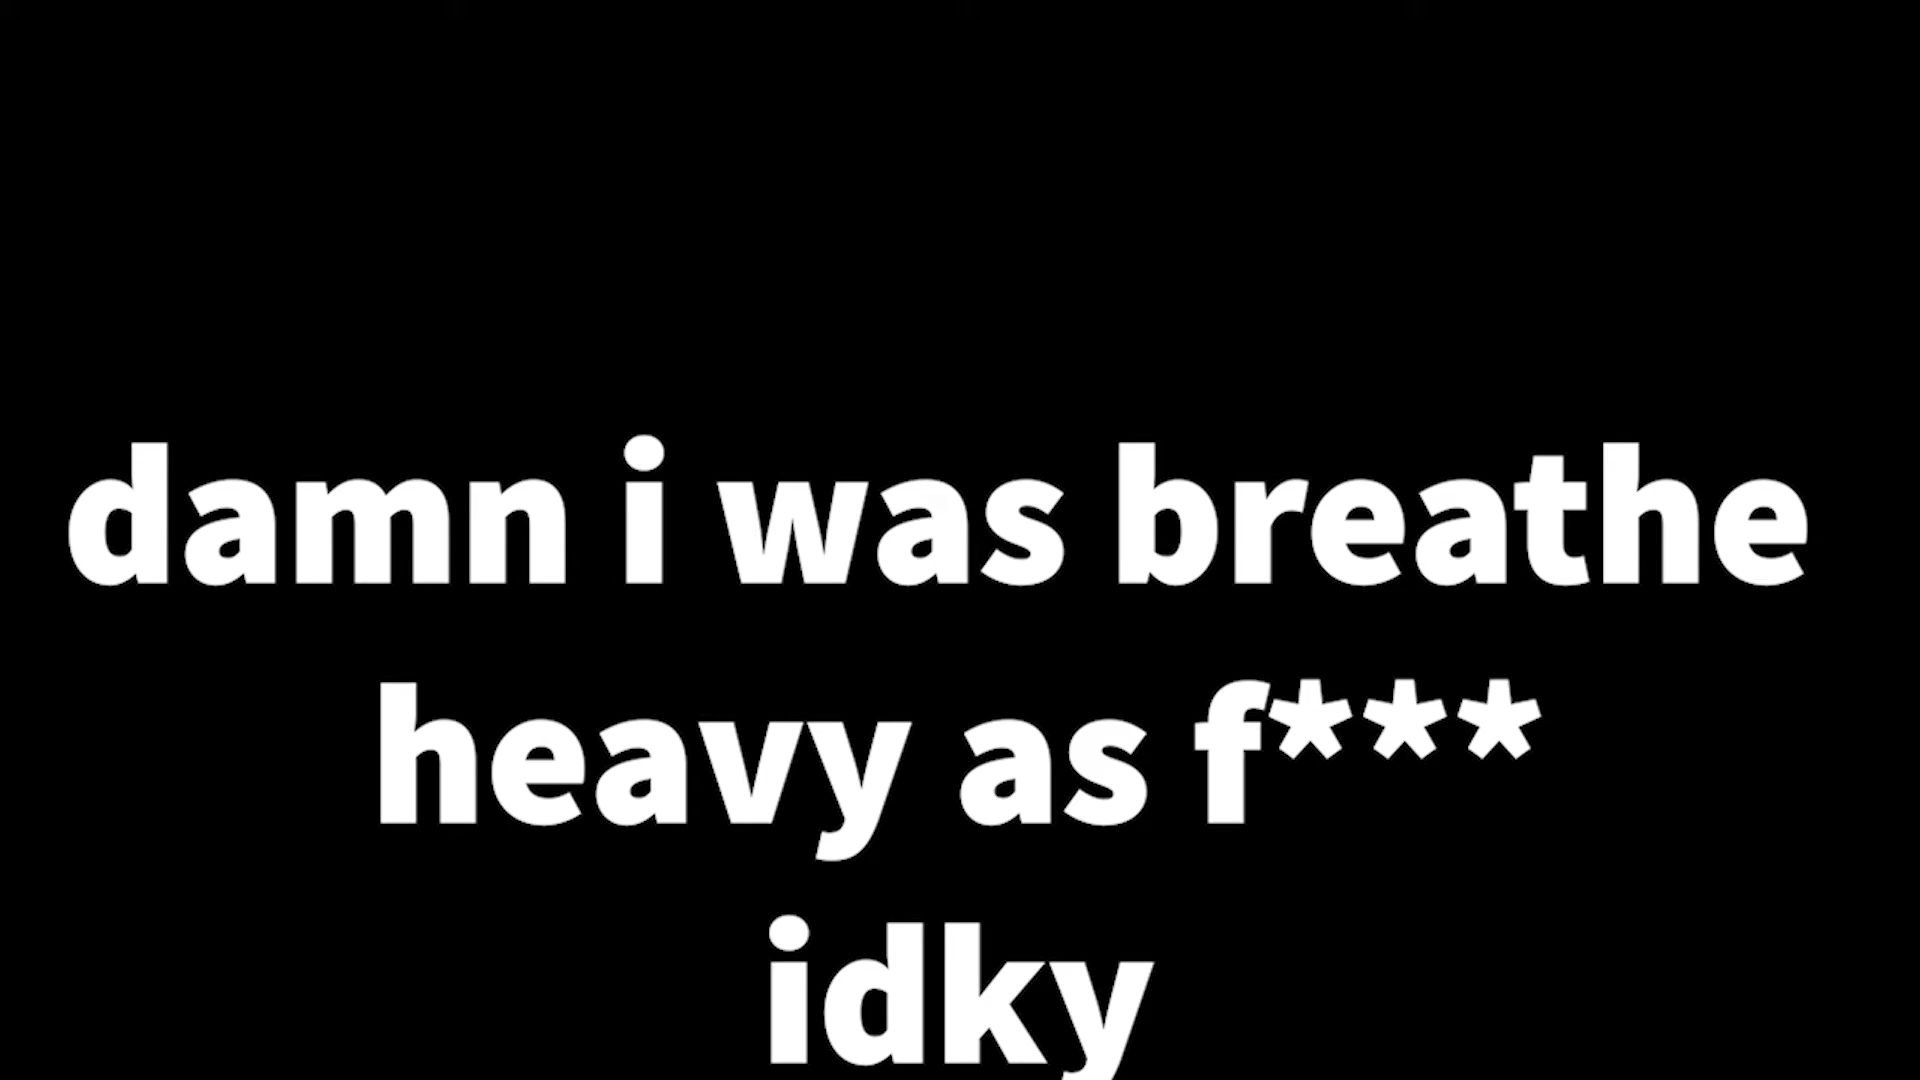 damn i was breathe
heavy as f***
idky